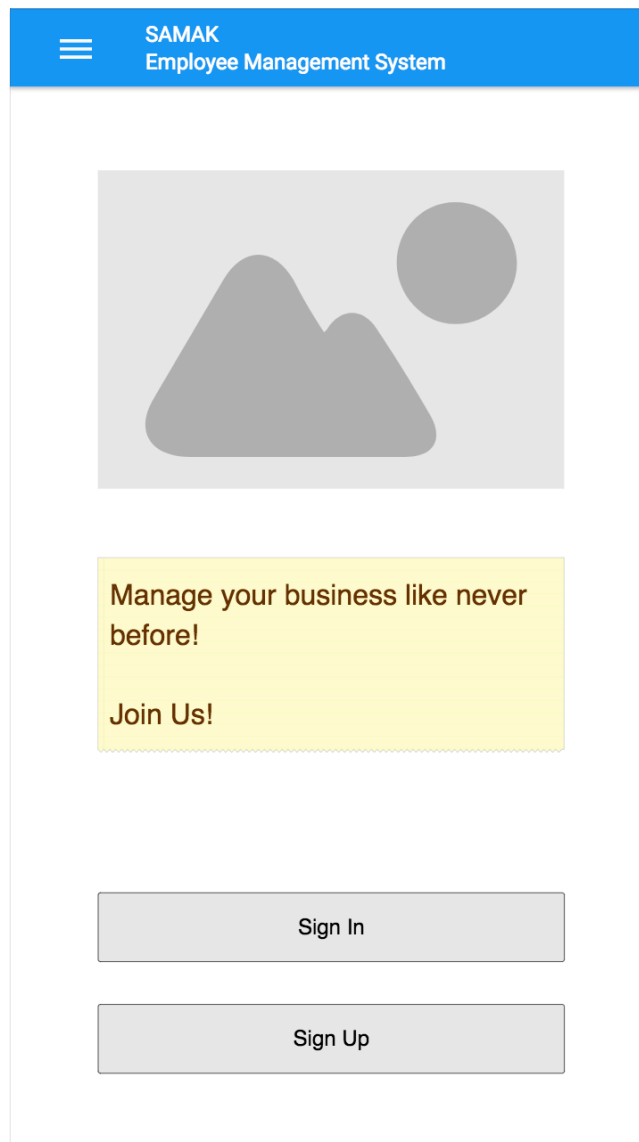 SAMAK
Employee Management System
Manage your business like never
before!
Join Us!
Sign In
Sign Up